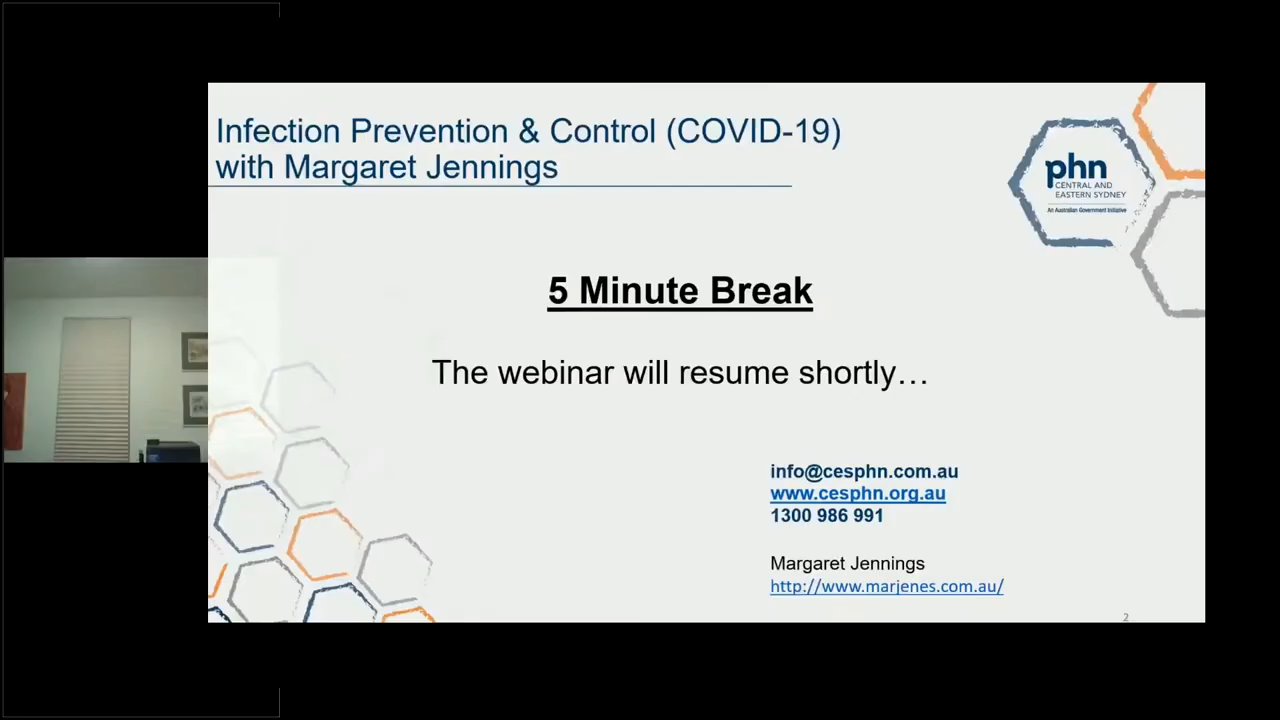 Infection Prevention & Control (COVID-19)
with Margaret Jennings
phn
CENTRAL AND
EASTERN SYDNEY
An Australian Government Initiative
5 Minute Break
The webinar will resume shortly…
info@cesphn.com.au
www.cesphn.org.au
1300 986 991
Margaret Jennings
http://www.marjenes.com.au/
2